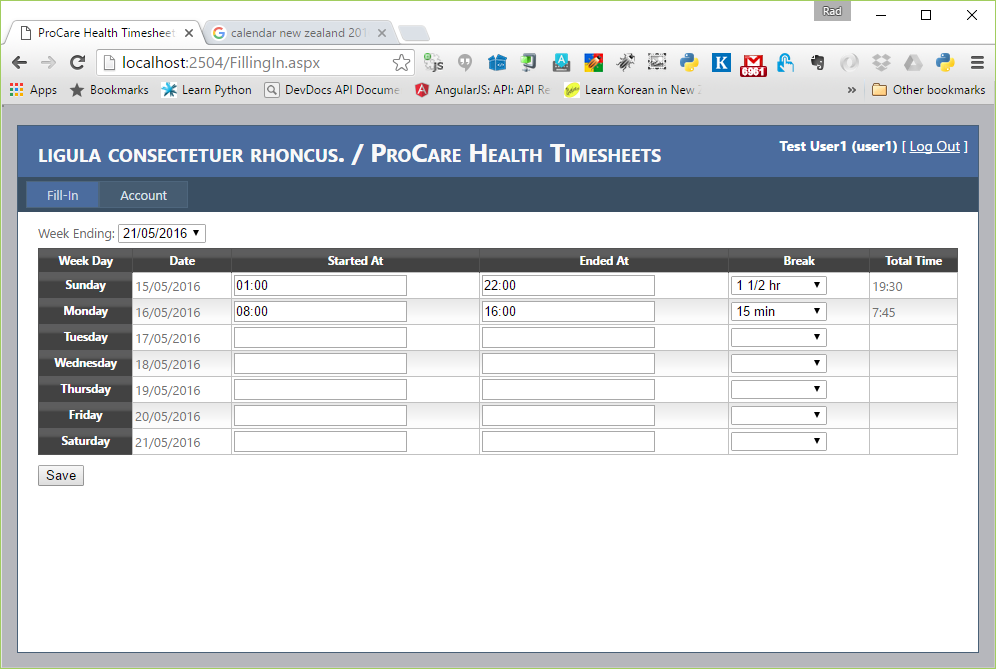 Rad
ProCare Health Timesheet
calendar new zealand 201
localhost:2504/FillingIn.aspx
JS
K
6961
Apps
Bookmarks
Learn Python
DevDocs API Docume
AngularJS: API: API Re
Learn Korean in New
»
Other bookmarks
LIGULA CONSECTETUER RHONCUS. / PROCARE HEALTH TIMESHEETS
Test User1 (user1) [ Log Out ]
Fill-In Account
Week Ending: 21/05/2016
Week Day Date Started At Ended At Break Total Time
Sunday 15/05/2016 01:00 22:00 1 1/2 hr 19:30
Monday 16/05/2016 08:00 16:00 15 min 7:45
Tuesday 17/05/2016
Wednesday 18/05/2016
Thursday 19/05/2016
Friday 20/05/2016
Saturday 21/05/2016
Save